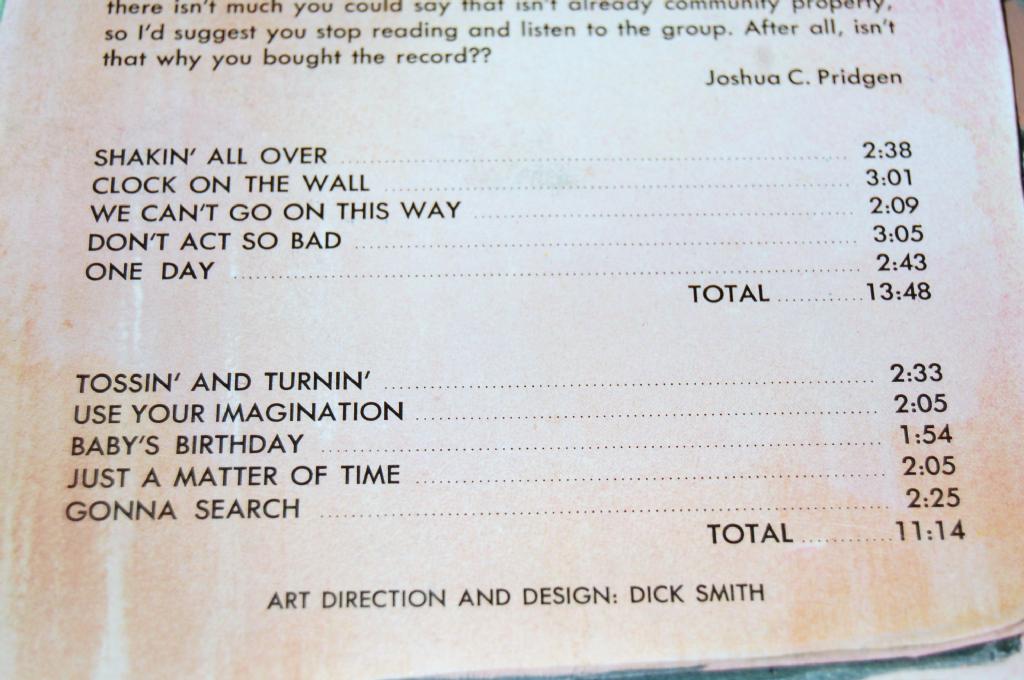 there isn't much you could say that isn't already community property,
so I'd suggest you stop reading and listen to the group. After all, isn't
that why you bought the record??
Joshua C. Pridgen
SHAKIN' ALL OVER 2:38
CLOCK ON THE WALL 3:01
WE CAN'T GO ON THIS WAY 2:09
DON'T ACT SO BAD 3:05
ONE DAY 2:43
TOTAL 13:48
TOSSIN' AND TURNIN' 2:33
USE YOUR IMAGINATION 2:05
BABY'S BIRTHDAY 1:54
JUST A MATTER OF TIME 2:05
GONNA SEARCH 2:25
TOTAL 11:14
ART DIRECTION AND DESIGN: DICK SMITH